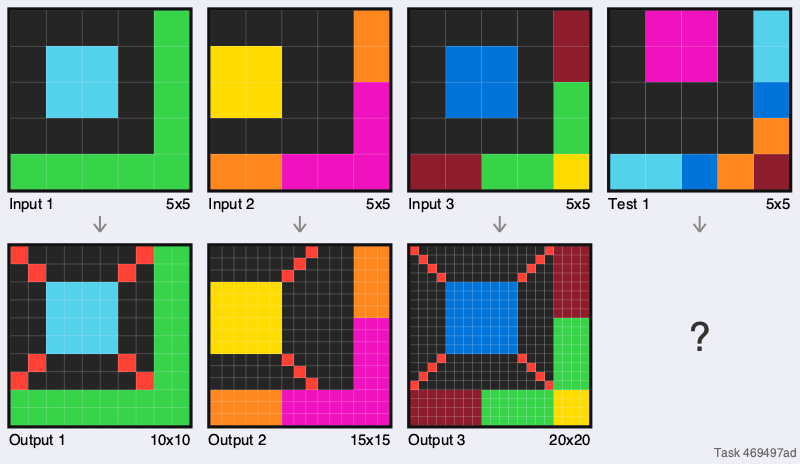 Input 1 5x5 Input 2 5x5 Input 3 5x5 Test 1 5x5
?
Output 1 10x10 Output 2 15x15 Output 3 20x20
Task 469497ad